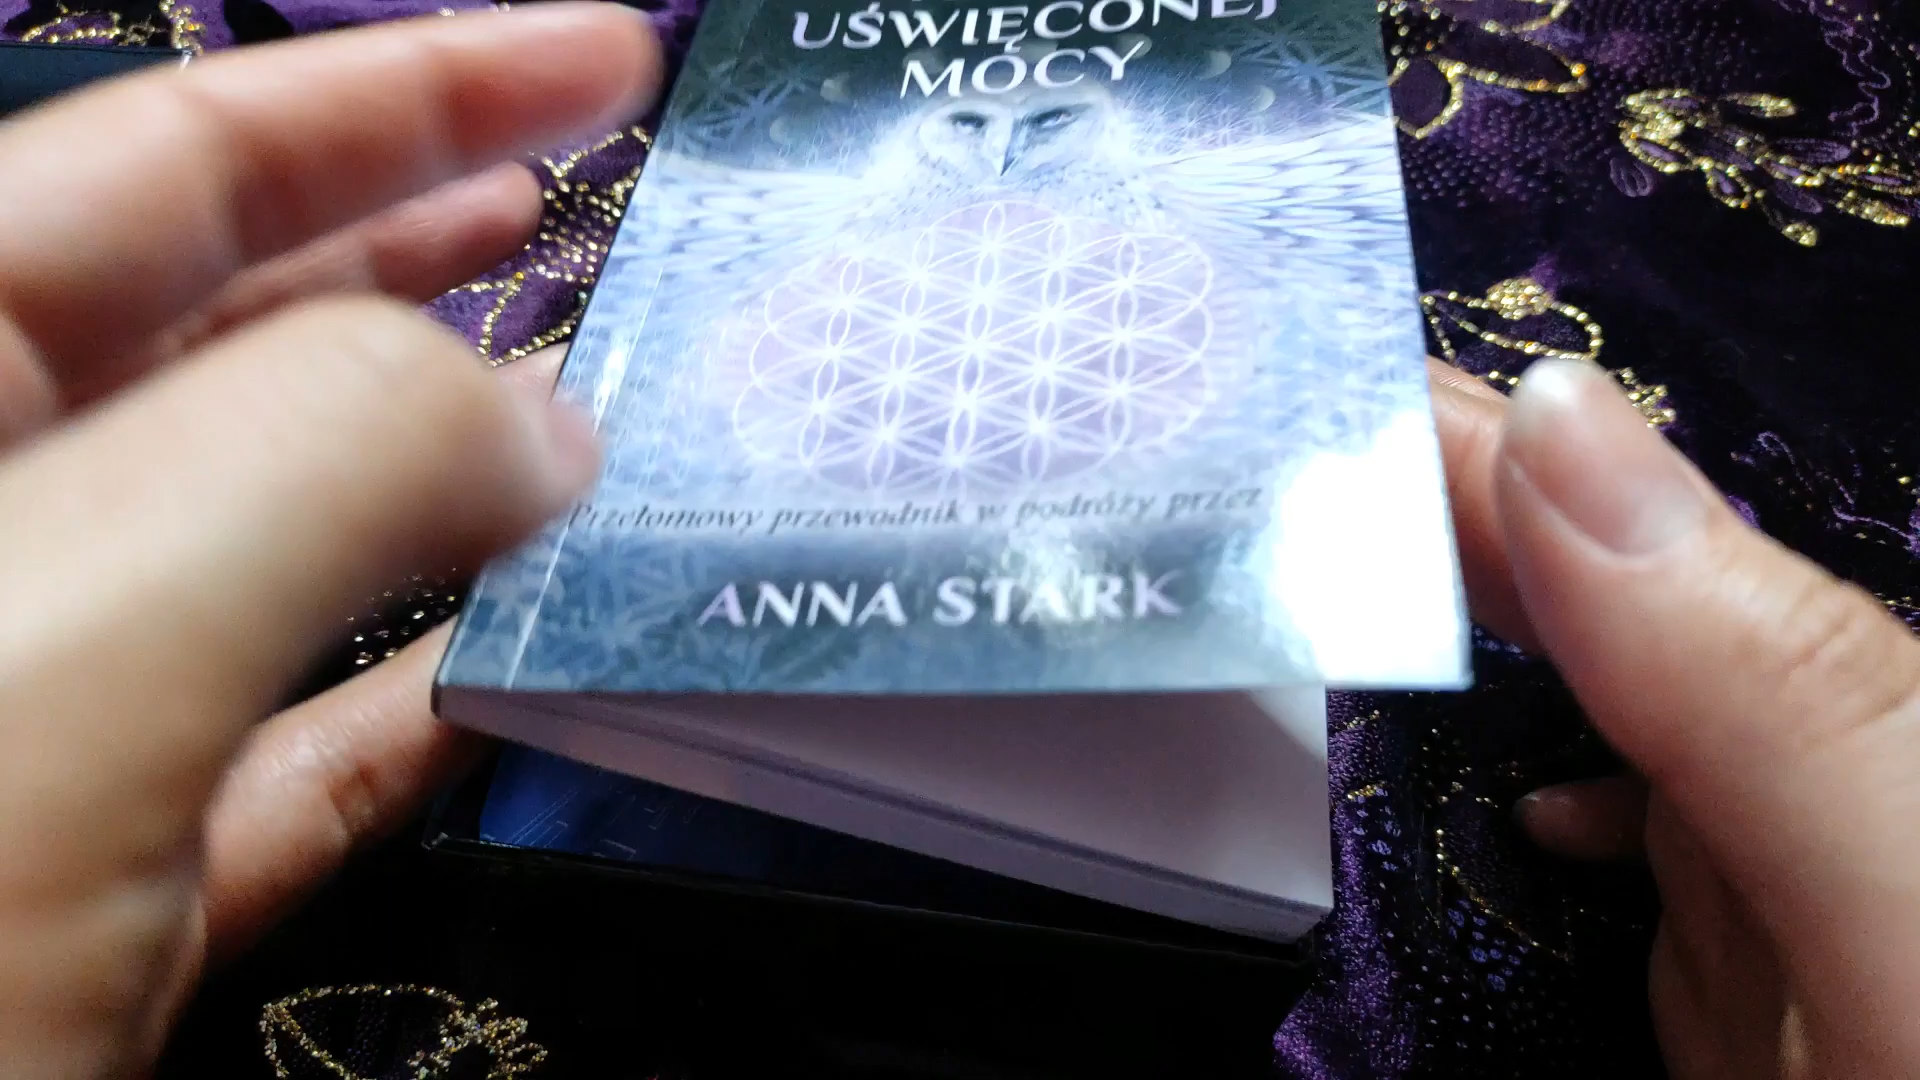 UŚWIĘCONEJ
MOCY
Przełomowy przewodnik w podróży przez
ANNA STARK